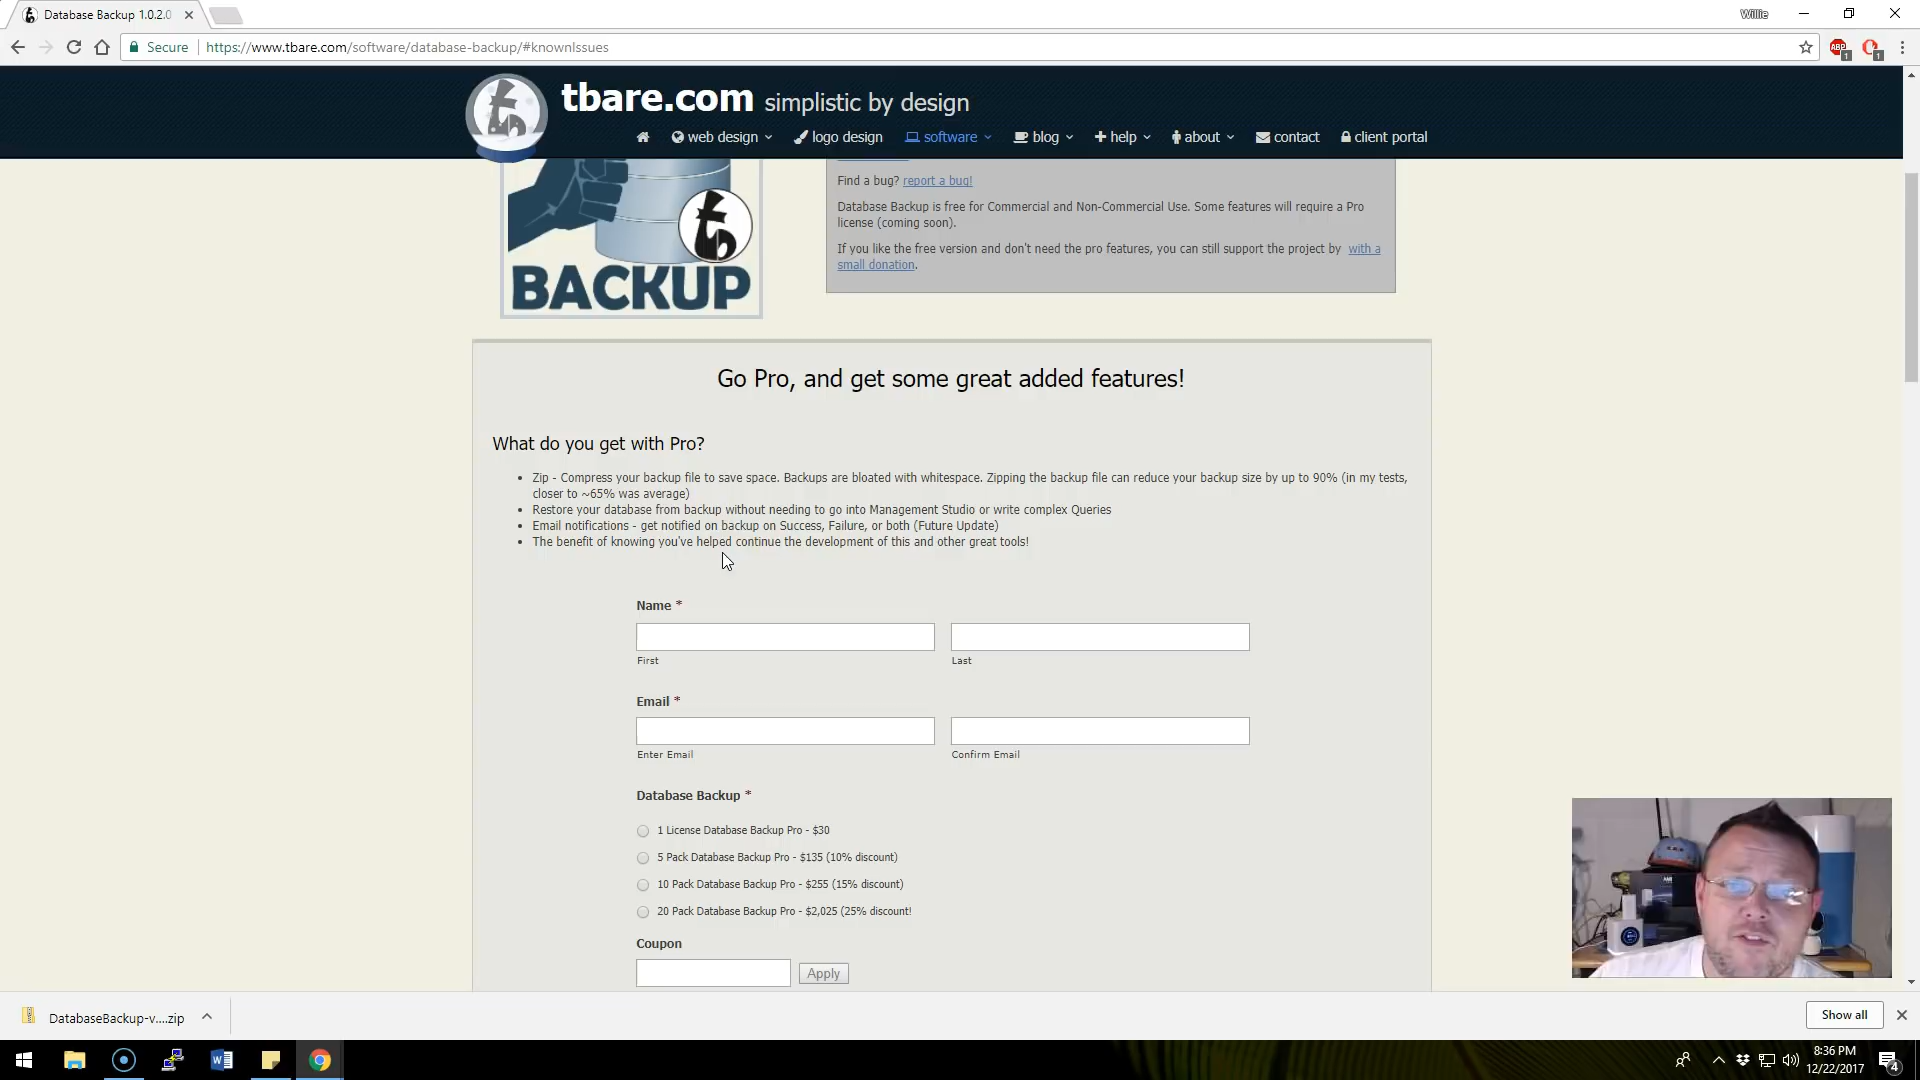 Database Backup 1.0.2.0
Willie
Secure
https://www.tbare.com/software/database-backup/#knownIssues
ABP
1
1
tbare.com simplistic by design
web design
logo design
software
blog
help
about
contact
client portal
BACKUP
Find a bug? report a bug!
Database Backup is free for Commercial and Non-Commercial Use. Some features will require a Pro
license (coming soon).
If you like the free version and don't need the pro features, you can still support the project by with a
small donation.
Go Pro, and get some great added features!
What do you get with Pro?
Zip - Compress your backup file to save space. Backups are bloated with whitespace. Zipping the backup file can reduce your backup size by up to 90% (in my tests,
closer to ~65% was average)
Restore your database from backup without needing to go into Management Studio or write complex Queries
Email notifications - get notified on backup on Success, Failure, or both (Future Update)
The benefit of knowing you've helped continue the development of this and other great tools!
Name *
First
Last
Email *
Enter Email
Confirm Email
Database Backup *
1 License Database Backup Pro - $30
5 Pack Database Backup Pro - $135 (10% discount)
10 Pack Database Backup Pro - $255 (15% discount)
20 Pack Database Backup Pro - $2,025 (25% discount!
Coupon
Apply
DatabaseBackup-v....zip
Show all
8:36 PM
12/22/2017
4